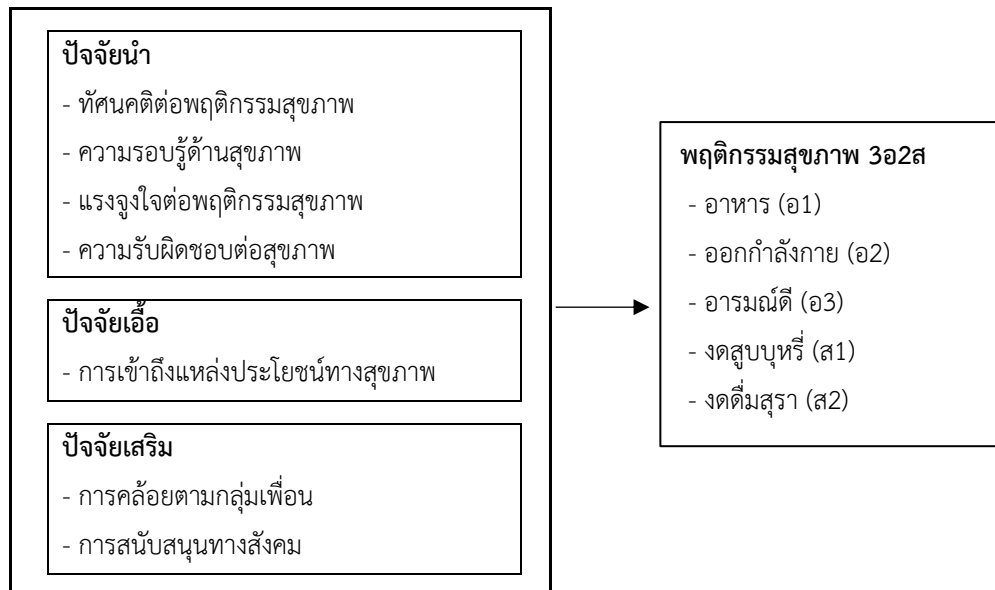 ปัจจัยนำ
- ทัศนคติต่อพฤติกรรมสุขภาพ
- ความรอบรู้ด้านสุขภาพ
- แรงจูงใจต่อพฤติกรรมสุขภาพ
- ความรับผิดชอบต่อสุขภาพ
ปัจจัยเอื้อ
- การเข้าถึงแหล่งประโยชน์ทางสุขภาพ
ปัจจัยเสริม
- การคล้อยตามกลุ่มเพื่อน
- การสนับสนุนทางสังคม
พฤติกรรมสุขภาพ 3อ2ส
- อาหาร (อ1)
- ออกกำลังกาย (อ2)
- อารมณ์ดี (อ3)
- งดสูบบุหรี่ (ส1)
- งดดื่มสุรา (ส2)